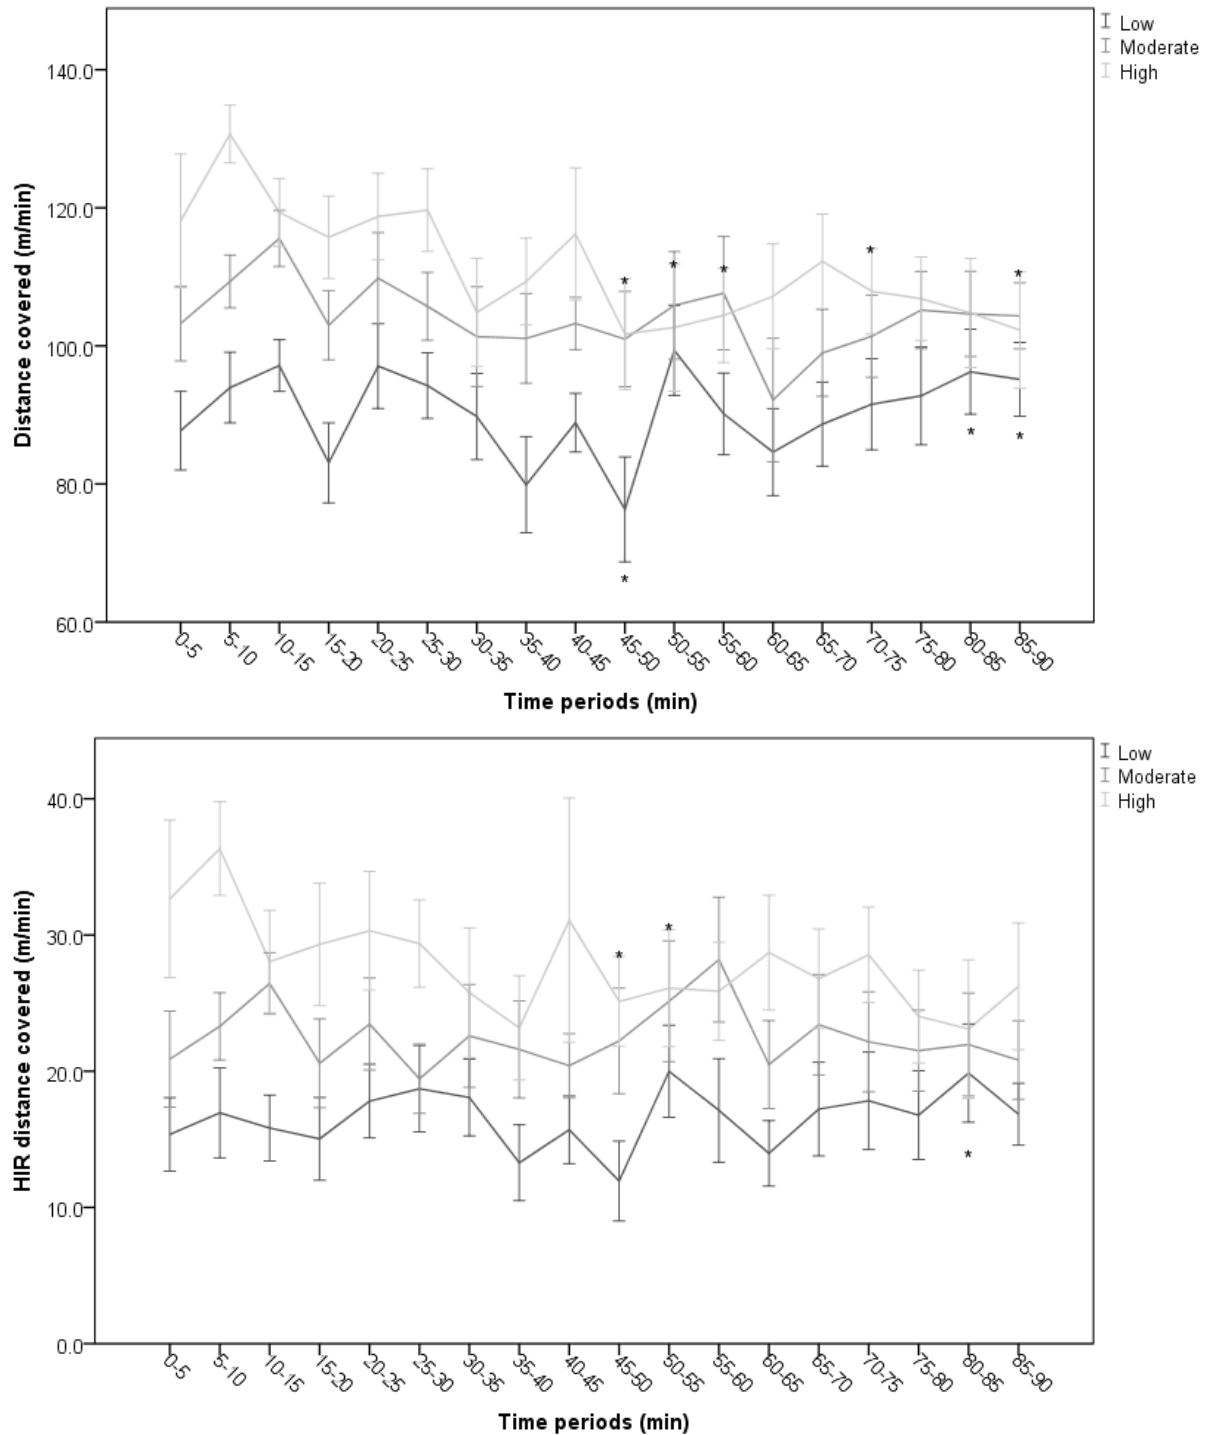 Low
Moderate
High
140.0
120.0
100.0
80.0
60.0
Distance covered (m/min)
* * * * *
* * *
0-5 5-10 10-15 15-20 20-25 25-30 30-35 35-40 40-45 45-50 50-55 55-60 60-65 65-70 70-75 75-80 80-85 85-90
Time periods (min)
Low
Moderate
High
40.0
30.0
20.0
10.0
0.0
HIR distance covered (m/min)
* *
*
0-5 5-10 10-15 15-20 20-25 25-30 30-35 35-40 40-45 45-50 50-55 55-60 60-65 65-70 70-75 75-80 80-85 85-90
Time periods (min)